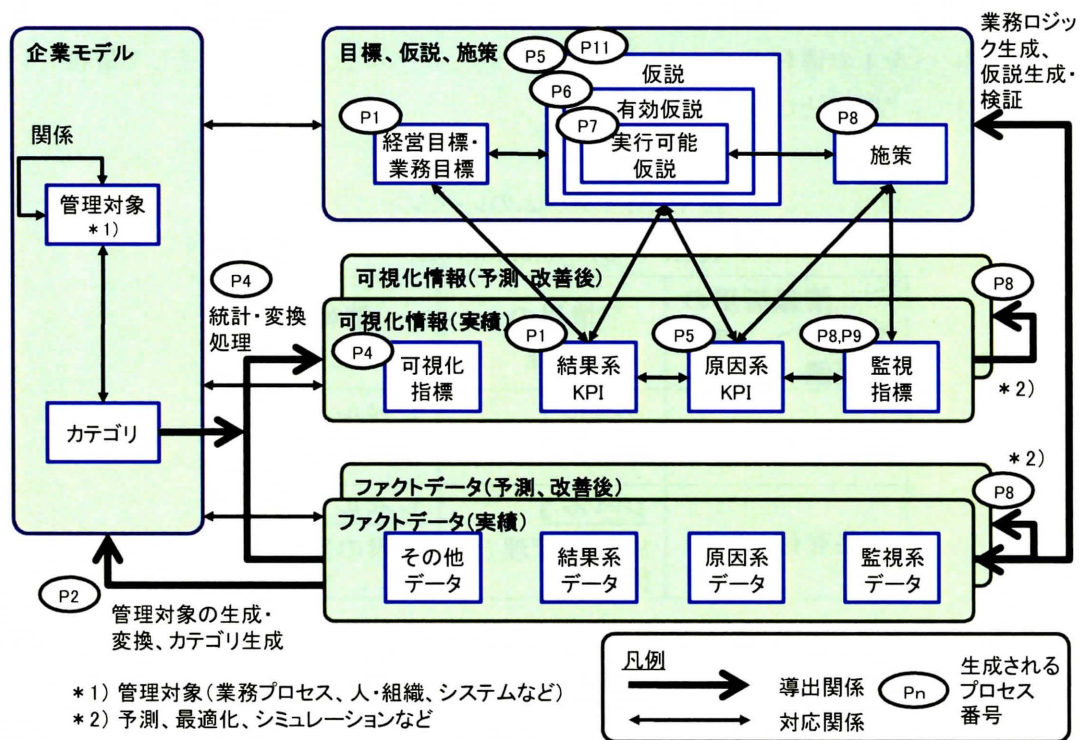 企業モデル
関係
管理対象
*1)
カテゴリ
P4
統計・変換
処理
P2
管理対象の生成・
変換、カテゴリ生成
目標、仮説、施策
P5
P11
仮説
P6
有効仮説
P1
経営目標・
業務目標
P7
実行可能
仮説
P8
施策
業務ロジッ
ク生成、
仮説生成・
検証
可視化情報(予測・改善後)
可視化情報(実績)
P4
可視化
指標
P1
結果系
KPI
P5
原因系
KPI
P8,P9
監視
指標
P8
*2)
ファクトデータ(予測、改善後)
ファクトデータ(実績)
その他
データ
結果系
データ
原因系
データ
監視系
データ
*2)
P8
*1) 管理対象(業務プロセス、人・組織、システムなど)
*2) 予測、最適化、シミュレーションなど
凡例
導出関係
対応関係
Pn
生成される
プロセス
番号